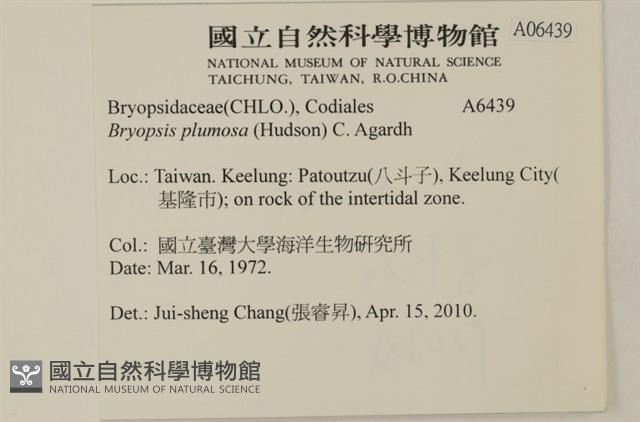 國立自然科學博物館 A06439
NATIONAL MUSEUM OF NATURAL SCIENCE
TAICHUNG, TAIWAN, R.O.CHINA
Bryopsidaceae(CHLO.), Codiales A6439
Bryopsis plumosa (Hudson) C. Agardh
Loc.: Taiwan. Keelung: Patoutzu(八斗子), Keelung City(
基隆市); on rock of the intertidal zone.
Col.: 國立臺灣大學海洋生物研究所
Date: Mar. 16, 1972.
Det.: Jui-sheng Chang(張睿昇), Apr. 15, 2010.
國立自然科學博物館
NATIONAL MUSEUM OF NATURAL SCIENCE